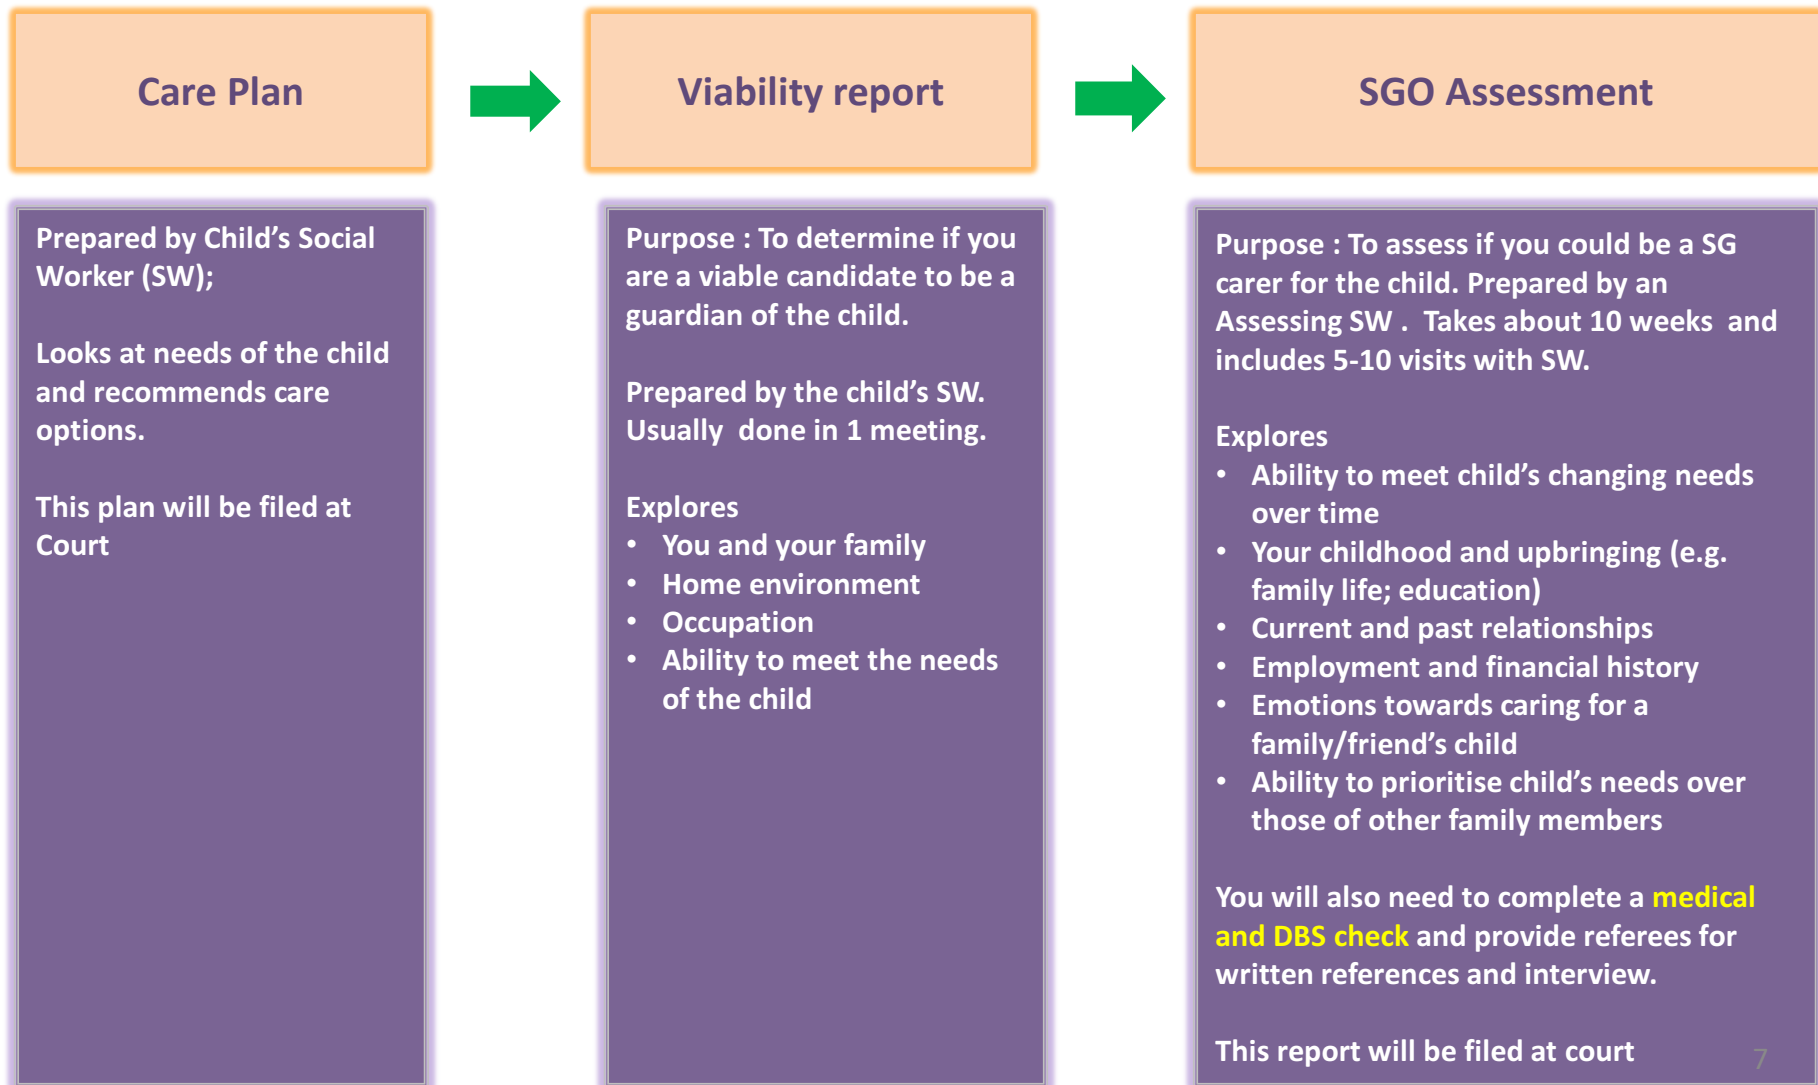 Care Plan
Viability report
SGO Assessment
Prepared by Child's Social
Worker (SW);
Looks at needs of the child
and recommends care
options.
This plan will be filed at
Court
Purpose : To determine if you
are a viable candidate to be a
guardian of the child.
Prepared by the child's SW.
Usually  done in 1 meeting.
Explores
• You and your family
• Home environment
• Occupation
• Ability to meet the needs
of the child
Purpose : To assess if you could be a SG
carer for the child. Prepared by an
Assessing SW .  Takes about 10 weeks  and
includes 5-10 visits with SW.
Explores
• Ability to meet child's changing needs
over time
• Your childhood and upbringing (e.g.
family life; education)
• Current and past relationships
• Employment and financial history
• Emotions towards caring for a
family/friend's child
• Ability to prioritise child's needs over
those of other family members
You will also need to complete a medical
and DBS check and provide referees for
written references and interview.
This report will be filed at court
7